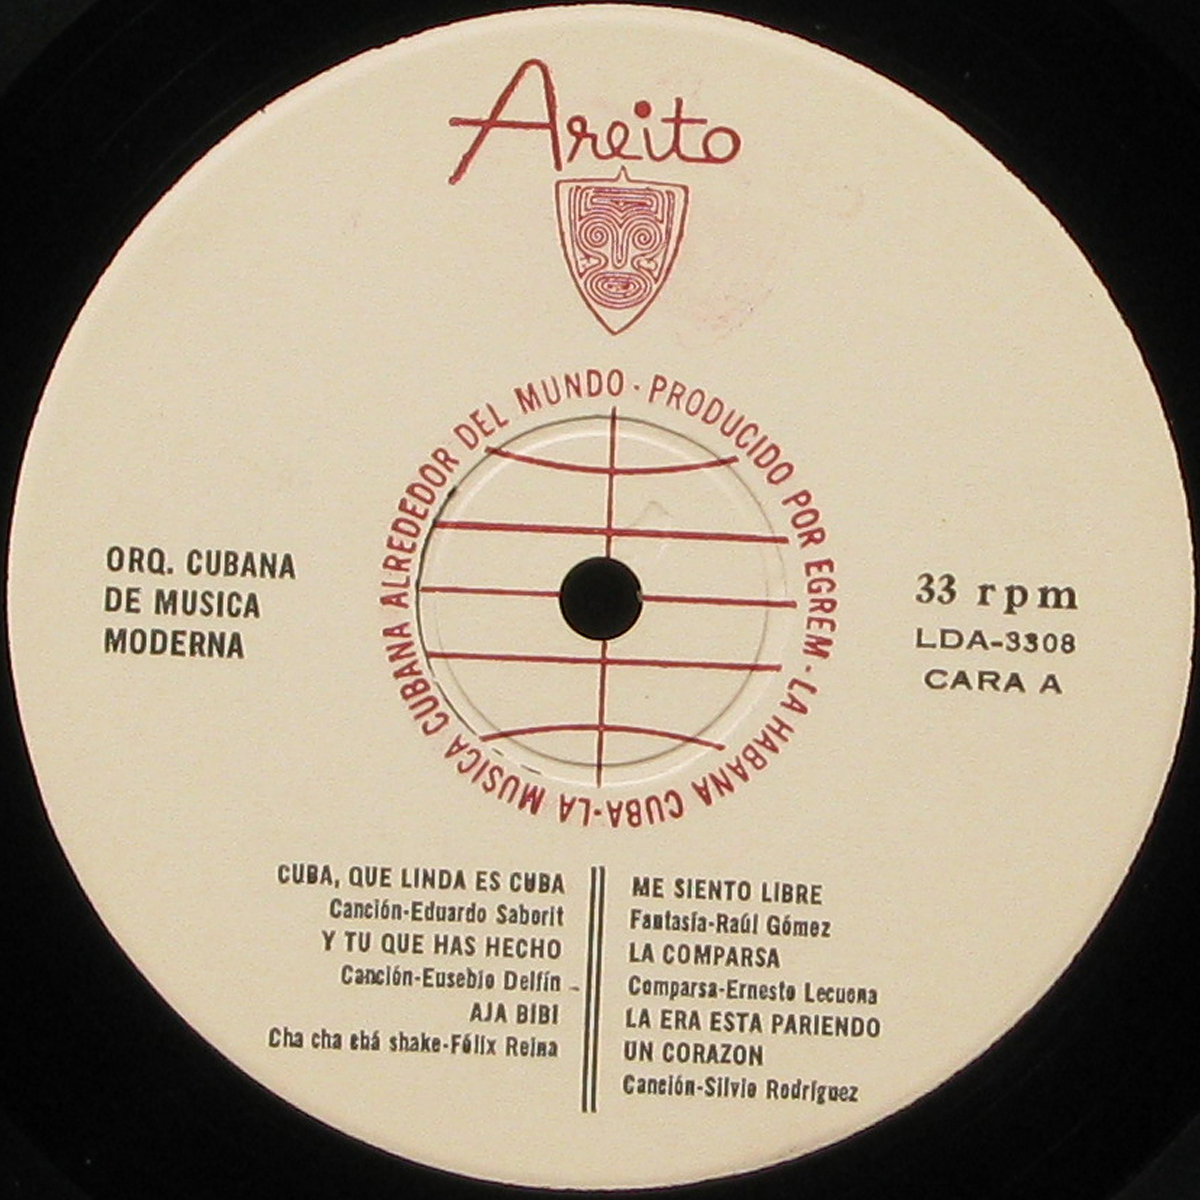 Areito
LA MUSICA CUBANA ALREDEDOR DEL MUNDO · PRODUCIDO POR EGREM - LA HABANA CUBA-
ORQ. CUBANA
DE MUSICA
MODERNA
33 rpm
LDA-3308
CARA A
CUBA, QUE LINDA ES CUBA
Canción-Eduardo Saborit
Y TU QUE HAS HECHO
Canción-Eusebio Delfín
AJA BIBI
Cha cha chá shake-Félix Reina
ME SIENTO LIBRE
Fantasía-Raúl Gómez
LA COMPARSA
Comparsa-Ernesto Lecuona
LA ERA ESTA PARIENDO
UN CORAZON
Canción-Silvio Rodríguez